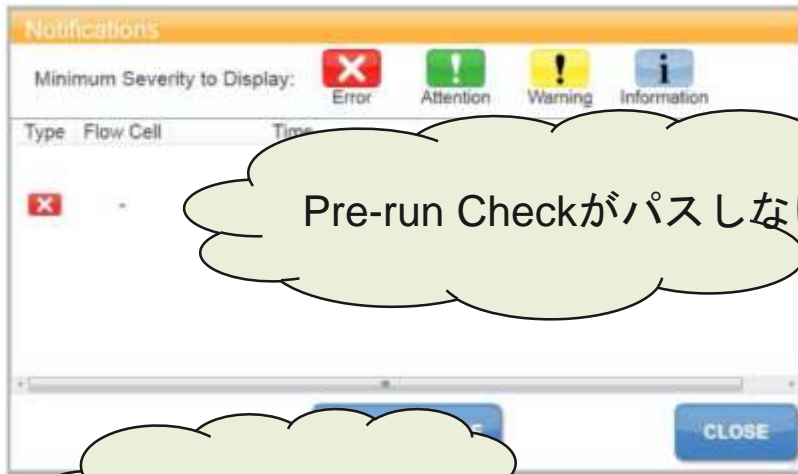 Notifications
Minimum Severity to Display:
Error Attention Warning Information
Type Flow Cell Time
Pre-run Checkがパスしな
CLOSE